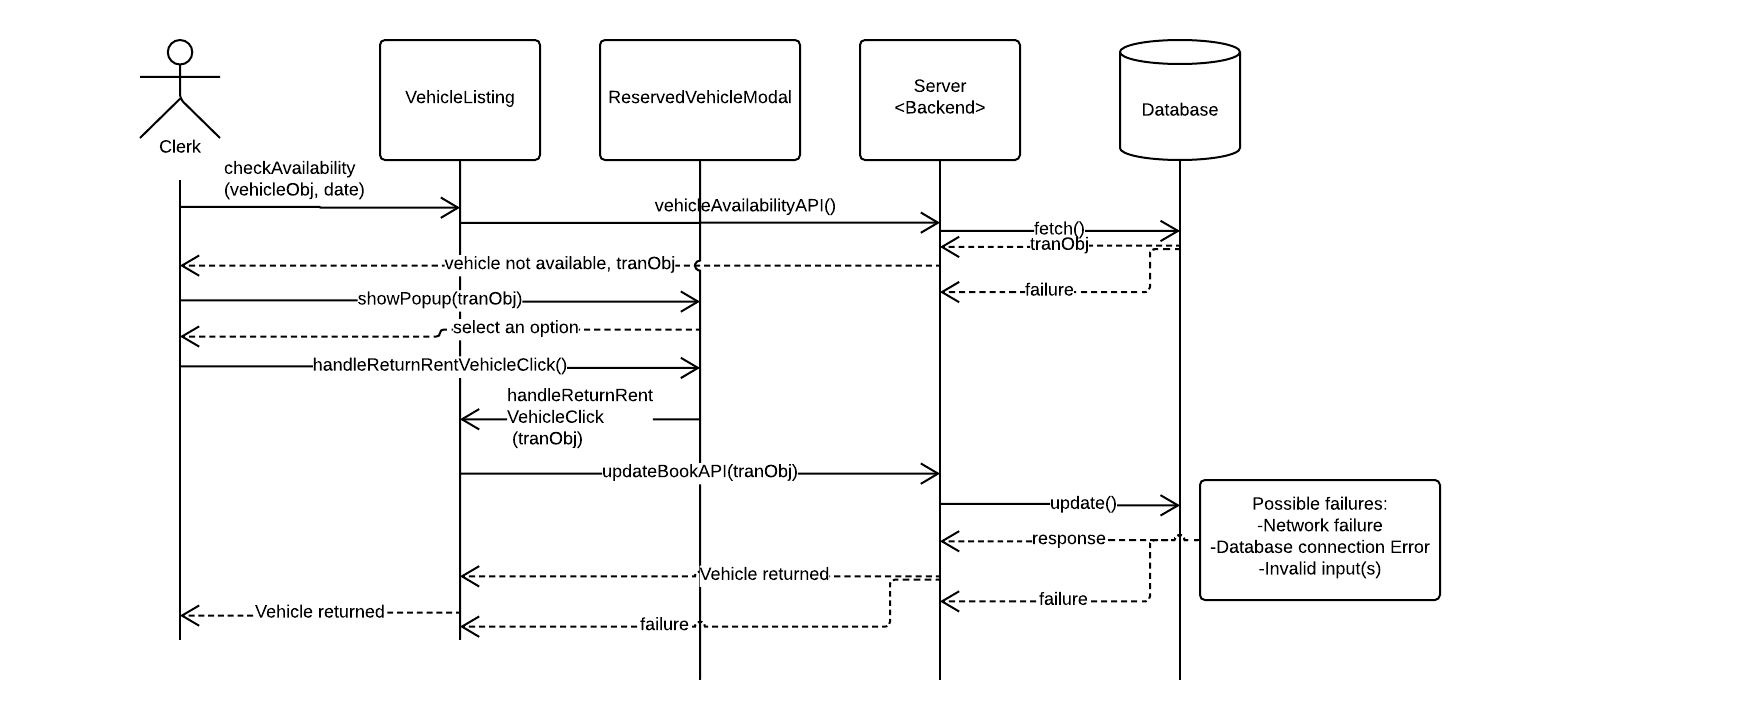 VehicleListing
ReservedVehicleModal
Server
<Backend>
Database
Clerk
checkAvailability
(vehicleObj, date)
vehicleAvailabilityAPI()
fetch()
tranObj
vehicle not available, tranObj
failure
showPopup(tranObj)
select an option
handleReturnRentVehicleClick()
handleReturnRent
VehicleClick
(tranObj)
updateBookAPI(tranObj)
update()
Possible failures:
-Network failure
-Database connection Error
-Invalid input(s)
response
Vehicle returned
failure
Vehicle returned
failure